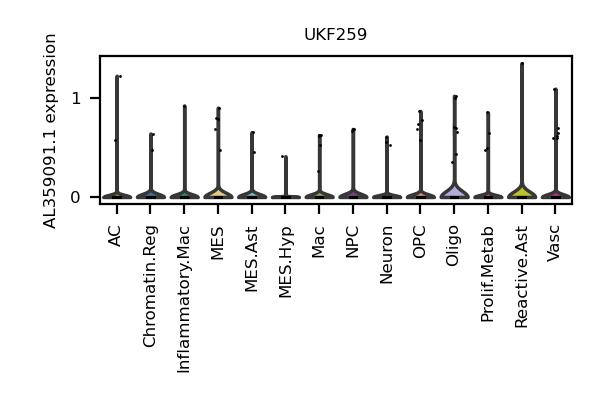 UKF259
AL359091.1 expression
1
0
AC
Chromatin.Reg
Inflammatory.Mac
MES
MES.Ast
MES.Hyp
Mac
NPC
Neuron
OPC
Oligo
Prolif.Metab
Reactive.Ast
Vasc